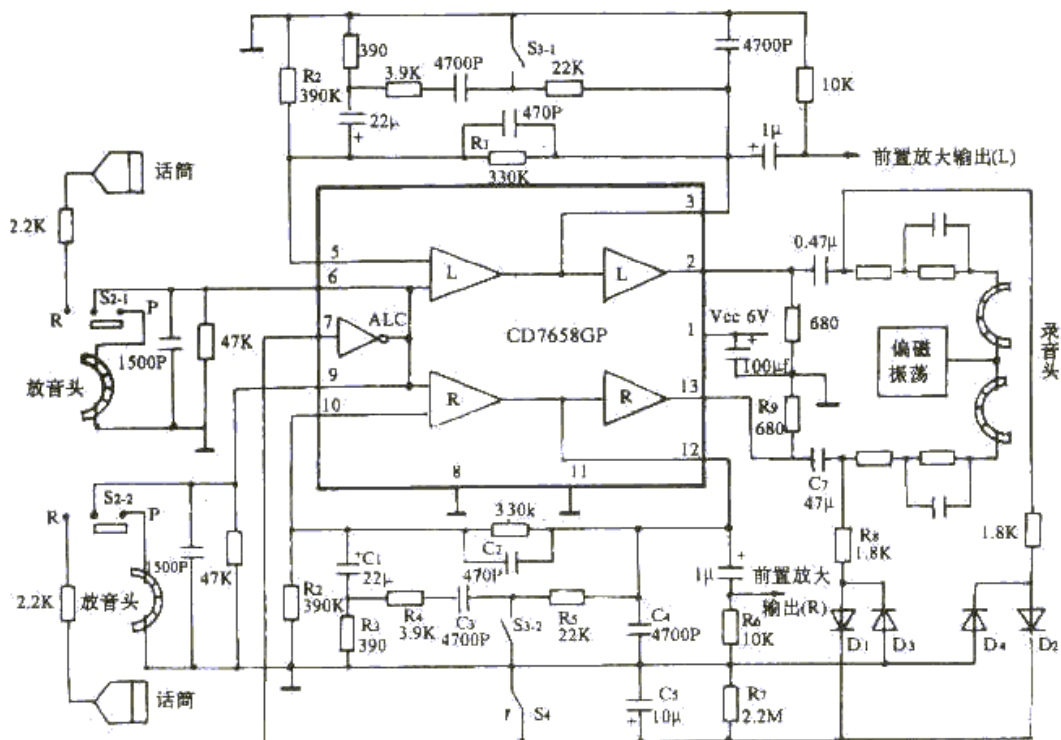 390
S3-1
4700P
R2
390K
3.9K
4700P
22K
10K
22μ
+
470P
R1
330K
1μ
+
前置放大输出(L)
话筒
2.2K
3
5
L
L
2
0.47μ
6
R
S2-1
P
7
ALC
CD7658GP
1
Vcc 6V
+
680
47K
1500P
100μf
偏磁
振荡
录音头
放音头
9
R
R
13
R9
680
10
12
C7
47μ
8
11
S2-2
R
P
330k
1500P
47K
C1
+
22μ
C2
470P
R8
1.8K
1.8K
+
1μ
前置放大
输出(R)
2.2K
放音头
R2
390K
R4
3.9K
C3
4700P
S3-2
R5
22K
C4
4700P
R6
10K
R3
390
D1
D3
D4
D2
话筒
S4
C5
10μ
+
R7
2.2M